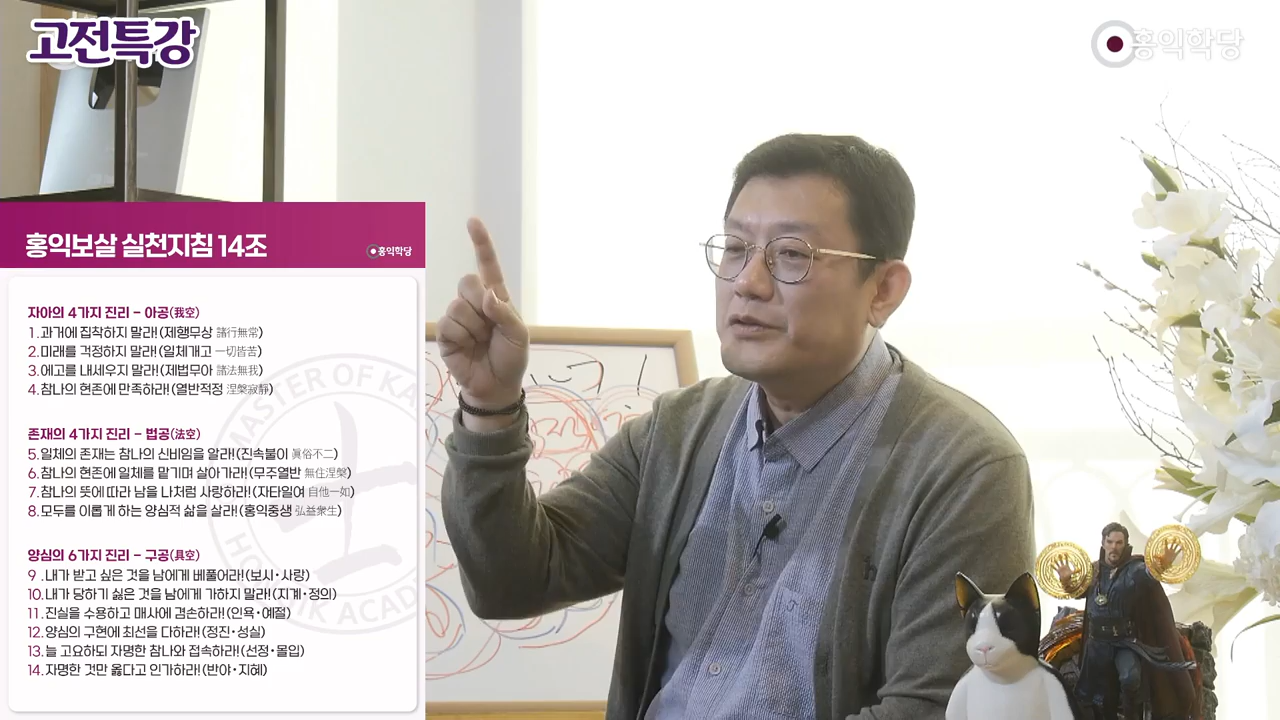 고전특강
홍익학당
홍익보살 실천지침 14조
홍익학당
자아의 4가지 진리 - 아공(我空)
1. 과거에 집착하지 말라! (제행무상 諸行無常)
2. 미래를 걱정하지 말라! (일체개고 一切皆苦)
3. 에고를 내세우지 말라! (제법무아 諸法無我)
4. 참나의 현존에 만족하라! (열반적정 涅槃寂靜)
존재의 4가지 진리 - 법공(法空)
5. 일체의 존재는 참나의 신비임을 알라! (진속불이 眞俗不二)
6. 참나의 현존에 일체를 맡기며 살아가라! (무주열반 無住涅槃)
7. 참나의 뜻에 따라 남을 나처럼 사랑하라! (자타일여 自他一如)
8. 모두를 이롭게 하는 양심적 삶을 살라! (홍익중생 弘益衆生)
양심의 6가지 진리 - 구공(具空)
9. 내가 받고 싶은 것을 남에게 베풀어라! (보시·사랑)
10. 내가 당하기 싫은 것을 남에게 가하지 말라! (지계·정의)
11. 진실을 수용하고 매사에 겸손하라! (인욕·예절)
12. 양심의 구현에 최선을 다하라! (정진·성실)
13. 늘 고요하되 자명한 참나와 접속하라! (선정·몰입)
14. 자명한 것만 옳다고 인가하라! (반야·지혜)
MASTER OF KA